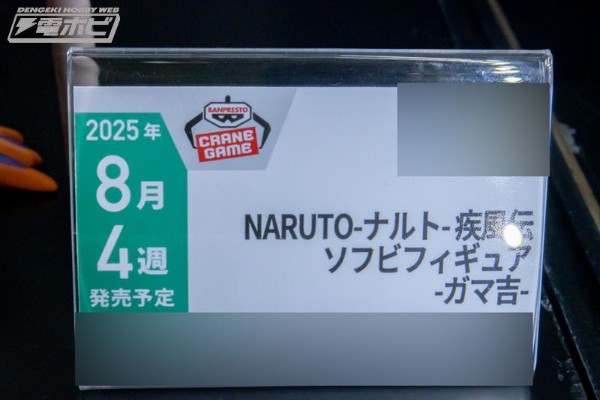 DENGEKI HOBBY WEB
電ホビ
BANPRESTO
CRANE
GAME
2025年
8月
4週
発売予定
NARUTO-ナルト- 疾風伝
ソフビフィギュア
-ガマ吉-